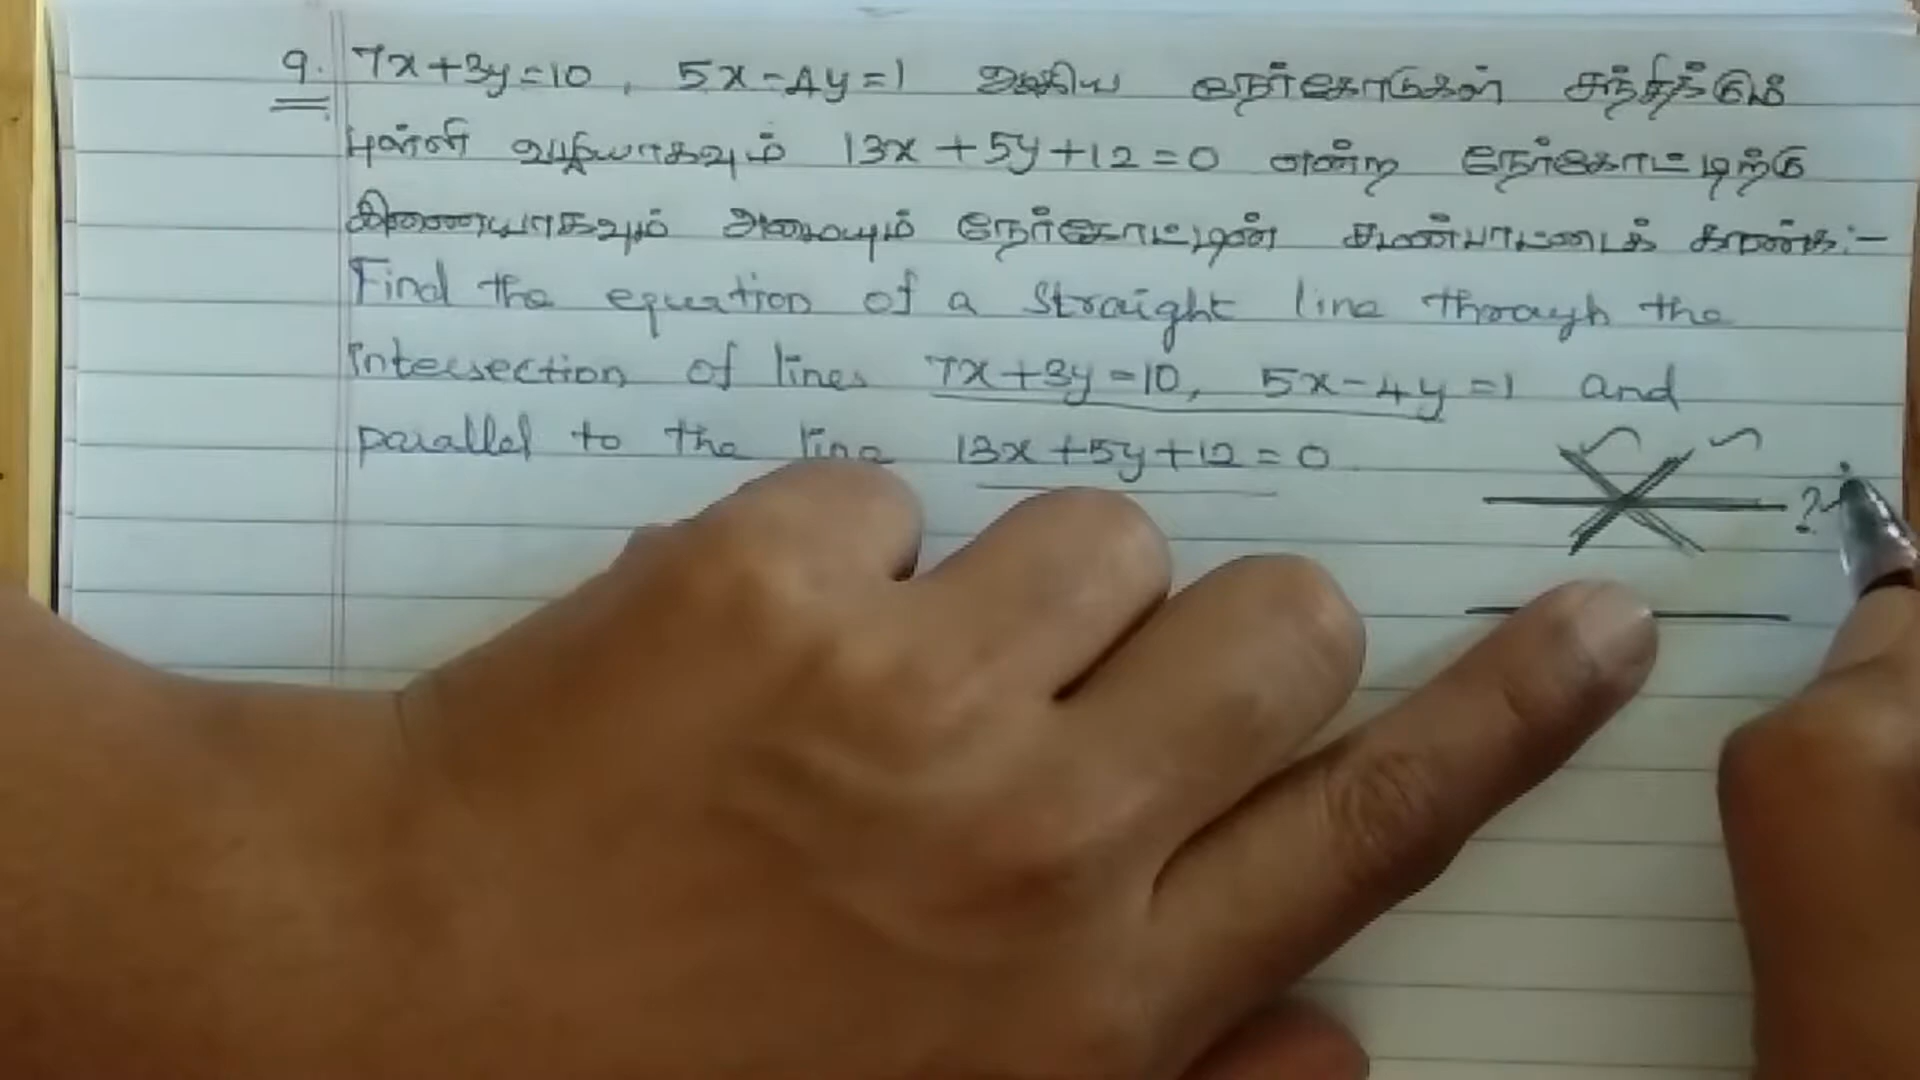 9. 7x+3y=10, 5x-4y=1 ஆகிய நேர்கோடுகள் சந்திக்கும்
புள்ளி வழியாகவும் 13x+5y+12=0 என்ற நேர்கோட்டிற்கு
இணையாகவும் அமையும் நேர்கோட்டின் சமன்பாட்டைக் காண்க:-
Find the equation of a straight line through the
intersection of lines 7x+3y=10, 5x-4y=1 and
parallel to the line 13x+5y+12=0
?